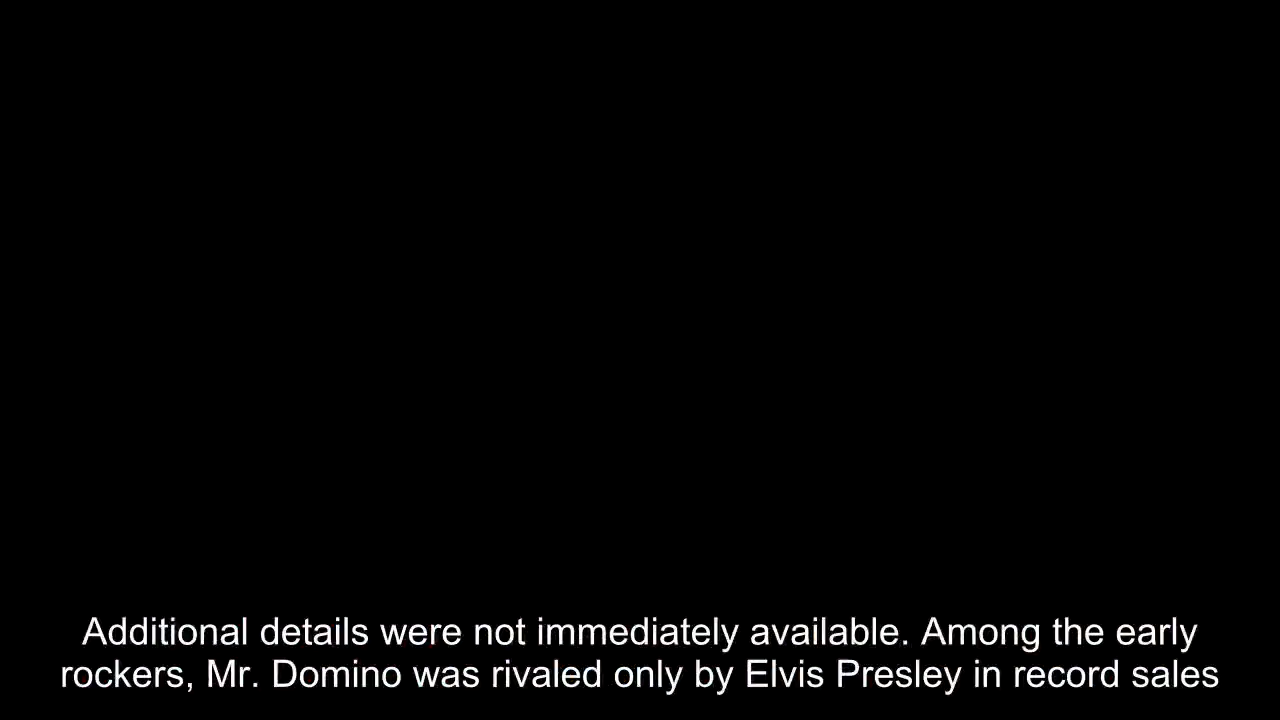 Additional details were not immediately available. Among the early
rockers, Mr. Domino was rivaled only by Elvis Presley in record sales